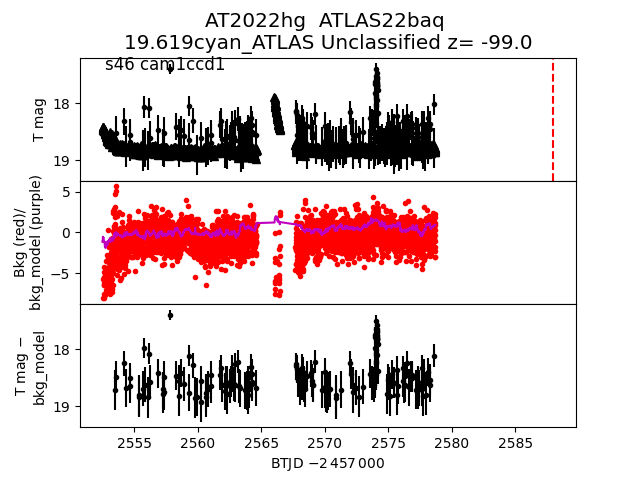 AT2022hg  ATLAS22baq
19.619cyan_ATLAS Unclassified z= -99.0
s46 cam1ccd1
T mag
18
19
Bkg (red)/
bkg_model (purple)
5
0
−5
T mag −
bkg_model
18
19
2555 2560 2565 2570 2575 2580 2585
BTJD −2 457 000